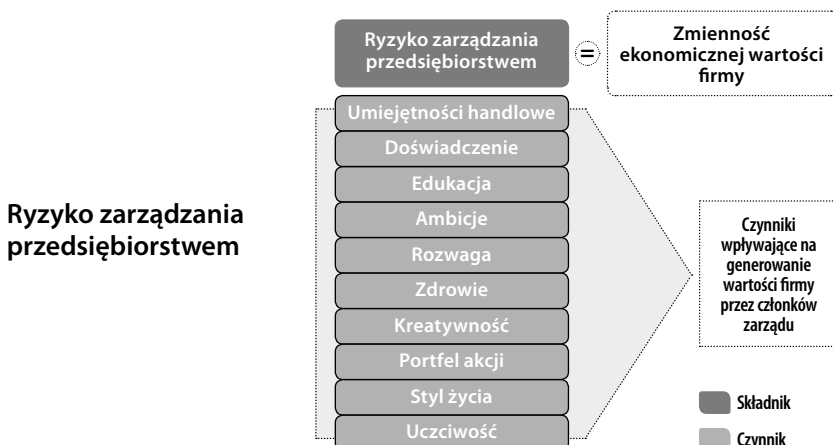 Ryzyko zarządzania
przedsiębiorstwem
Ryzyko zarządzania
przedsiębiorstwem
=
Zmienność
ekonomicznej wartości
firmy
Umiejętności handlowe
Doświadczenie
Edukacja
Ambicje
Rozwaga
Zdrowie
Kreatywność
Portfel akcji
Styl życia
Uczciwość
Czynniki
wpływające na
generowanie
wartości firmy
przez członków
zarządu
Składnik
Czynnik